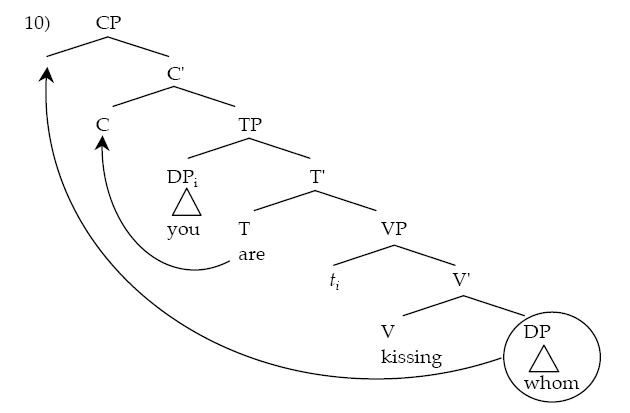 10) CP
C'
C TP
DPi T'
you T VP
are
ti V'
V DP
kissing
whom